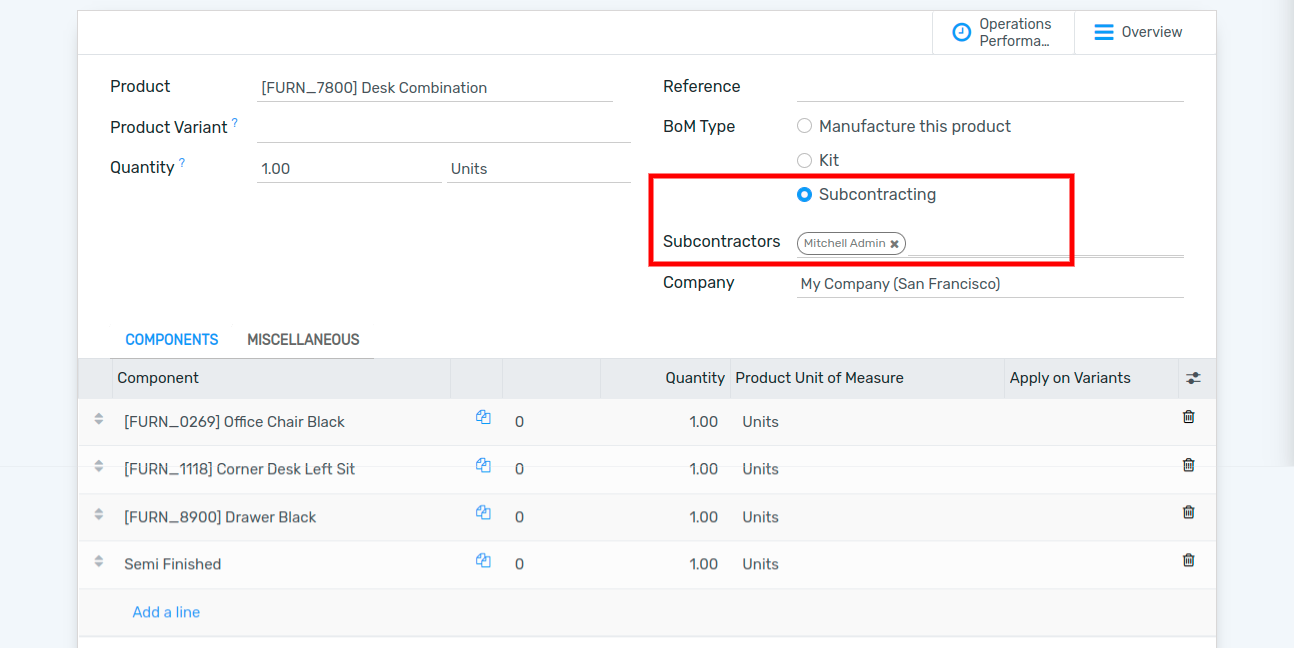 Operations
Performa...
Overview
Product [FURN_7800] Desk Combination
Reference
Product Variant ?
BoM Type Manufacture this product
Kit
Quantity ? 1.00 Units
Subcontracting
Subcontractors Mitchell Admin ×
Company My Company (San Francisco)
COMPONENTS MISCELLANEOUS
Component Quantity Product Unit of Measure Apply on Variants
[FURN_0269] Office Chair Black 0 1.00 Units
[FURN_1118] Corner Desk Left Sit 0 1.00 Units
[FURN_8900] Drawer Black 0 1.00 Units
Semi Finished 0 1.00 Units
Add a line